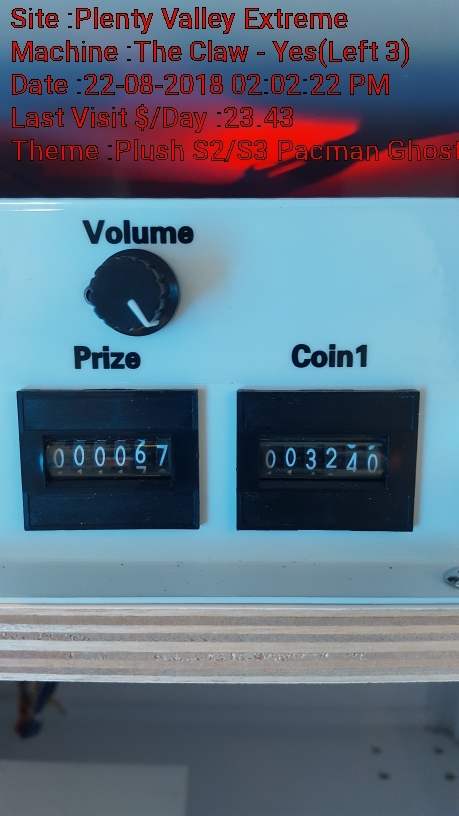 Site :Plenty Valley Extreme
Machine :The Claw - Yes(Left 3)
Date :22-08-2018 02:02:22 PM
Last Visit $/Day :23.43
Theme :Plush S2/S3 Pacman Ghost
Volume
Prize Coin1
000067 003240